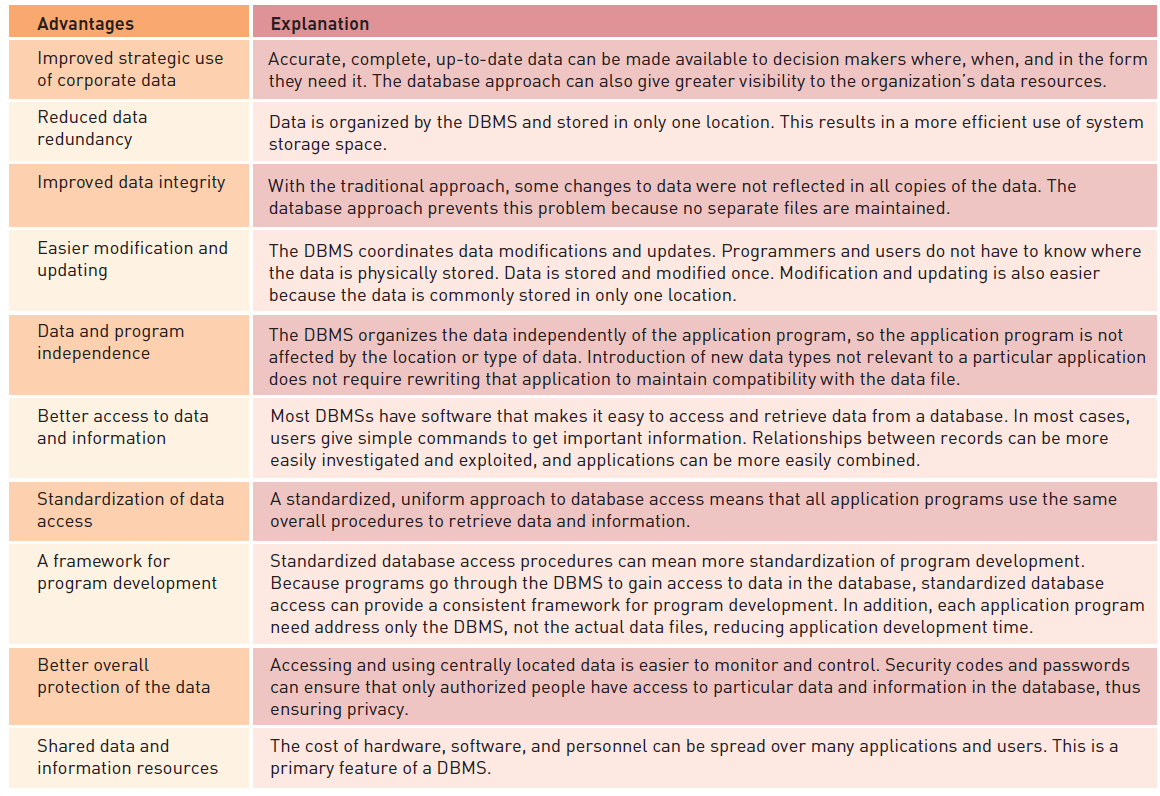 Advantages
Explanation
Improved strategic use
of corporate data
Accurate, complete, up-to-date data can be made available to decision makers where, when, and in the form
they need it. The database approach can also give greater visibility to the organization's data resources.
Reduced data
redundancy
Data is organized by the DBMS and stored in only one location. This results in a more efficient use of system
storage space.
Improved data integrity
With the traditional approach, some changes to data were not reflected in all copies of the data. The
database approach prevents this problem because no separate files are maintained.
Easier modification and
updating
The DBMS coordinates data modifications and updates. Programmers and users do not have to know where
the data is physically stored. Data is stored and modified once. Modification and updating is also easier
because the data is commonly stored in only one location.
Data and program
independence
The DBMS organizes the data independently of the application program, so the application program is not
affected by the location or type of data. Introduction of new data types not relevant to a particular application
does not require rewriting that application to maintain compatibility with the data file.
Better access to data
and information
Most DBMSs have software that makes it easy to access and retrieve data from a database. In most cases,
users give simple commands to get important information. Relationships between records can be more
easily investigated and exploited, and applications can be more easily combined.
Standardization of data
access
A standardized, uniform approach to database access means that all application programs use the same
overall procedures to retrieve data and information.
A framework for
program development
Standardized database access procedures can mean more standardization of program development.
Because programs go through the DBMS to gain access to data in the database, standardized database
access can provide a consistent framework for program development. In addition, each application program
need address only the DBMS, not the actual data files, reducing application development time.
Better overall
protection of the data
Accessing and using centrally located data is easier to monitor and control. Security codes and passwords
can ensure that only authorized people have access to particular data and information in the database, thus
ensuring privacy.
Shared data and
information resources
The cost of hardware, software, and personnel can be spread over many applications and users. This is a
primary feature of a DBMS.